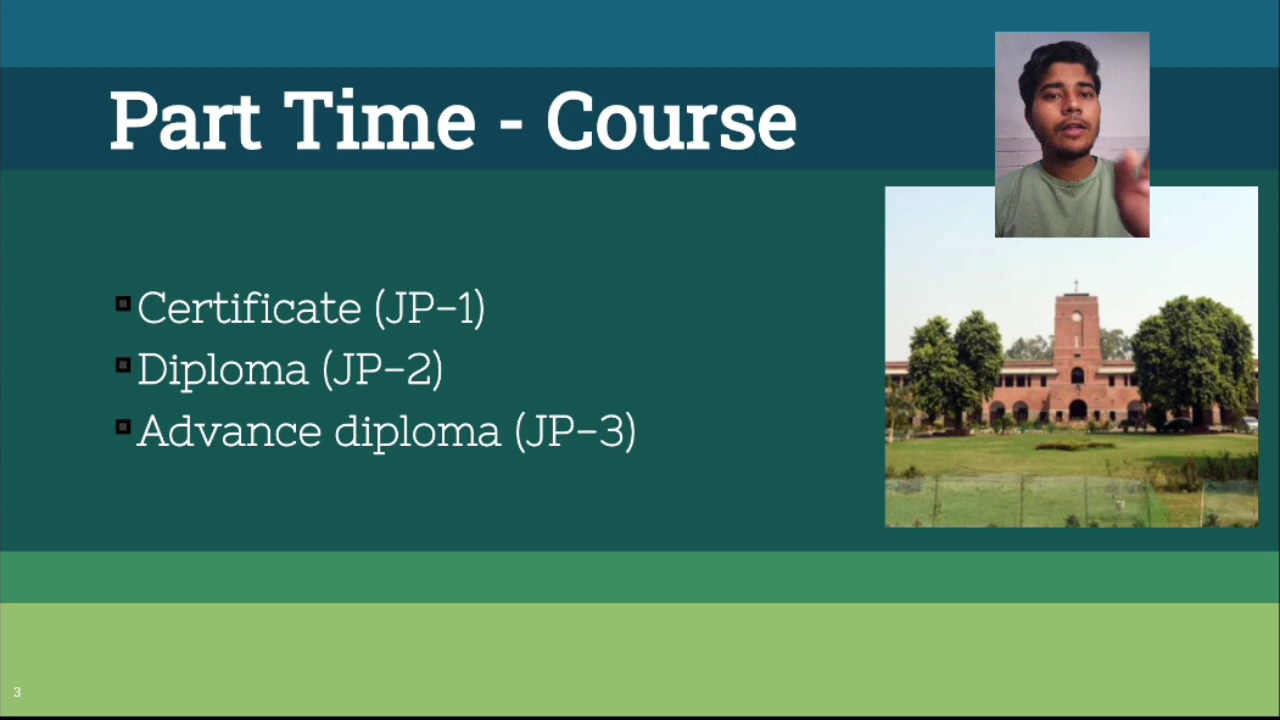 Part Time - Course
Certificate (JP-1)
Diploma (JP-2)
Advance diploma (JP-3)
3